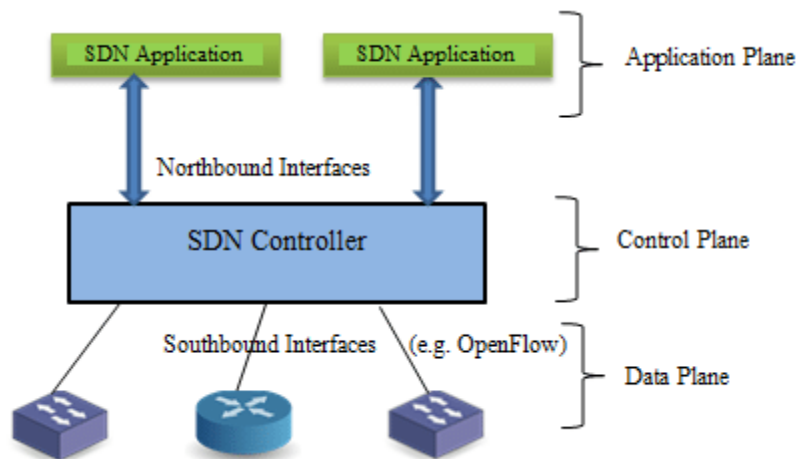 SDN Application
SDN Application
Application Plane
Northbound Interfaces
SDN Controller
Control Plane
Southbound Interfaces (e.g. OpenFlow)
Data Plane